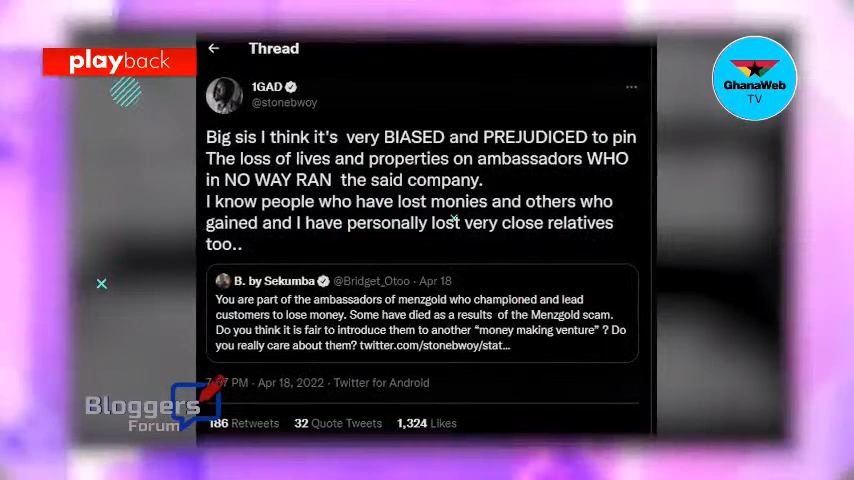 playback
GhanaWeb
TV
Thread
1GAD
@stonebwoy
Big sis I think it's very BIASED and PREJUDICED to pin
The loss of lives and properties on ambassadors WHO
in NO WAY RAN the said company.
I know people who have lost monies and others who
gained and I have personally lost very close relatives
too..
B. by Sekumba @Bridget_Otoo · Apr 18
You are part of the ambassadors of menzgold who championed and lead
customers to lose money. Some have died as a results of the Menzgold scam.
Do you think it is fair to introduce them to another “money making venture” ? Do
you really care about them? twitter.com/stonebwoy/stat...
PM · Apr 18, 2022 · Twitter for Android
Bloggers
Forum
186 Retweets 32 Quote Tweets 1,324 Likes